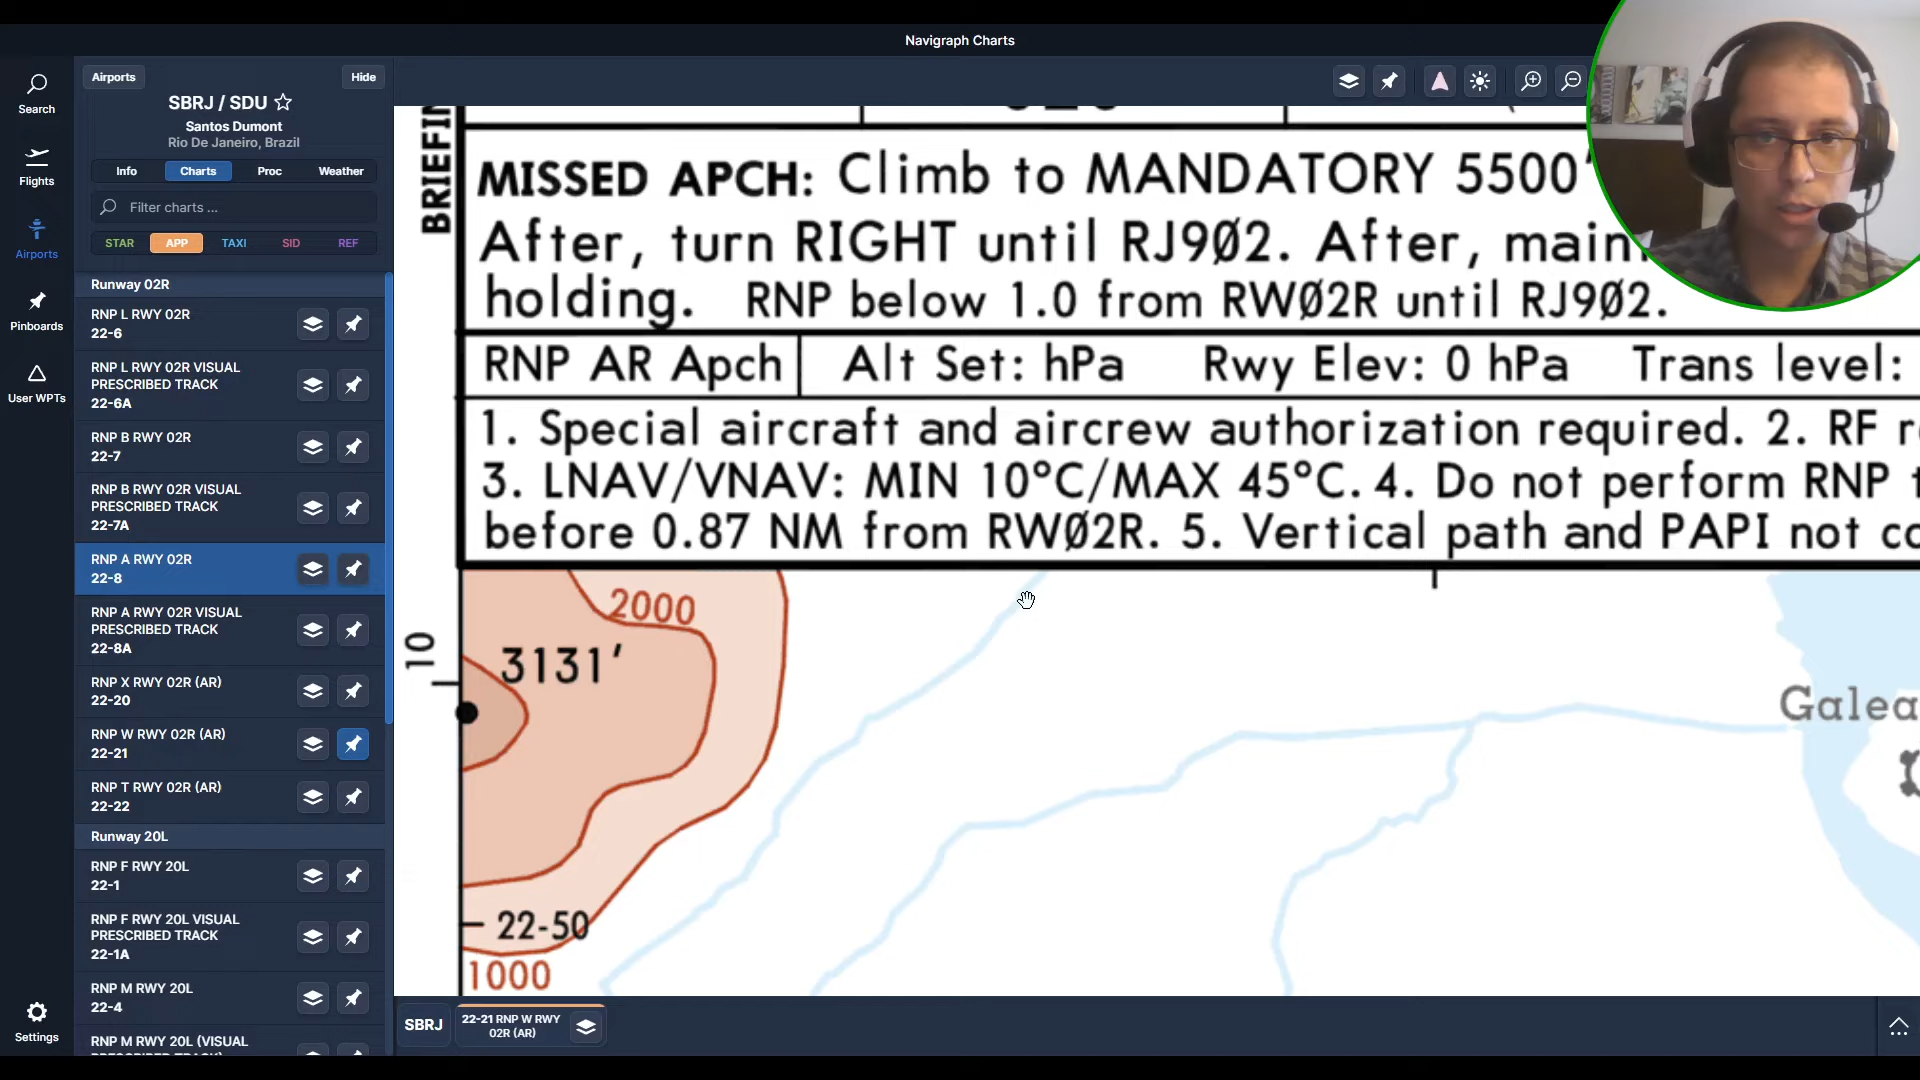 Navigraph Charts
Search
Flights
Airports
Pinboards
User WPTs
Settings
Airports
Hide
SBRJ / SDU
Santos Dumont
Rio De Janeiro, Brazil
Info
Charts
Proc
Weather
Filter charts ...
STAR
APP
TAXI
SID
REF
Runway 02R
RNP L RWY 02R
22-6
RNP L RWY 02R VISUAL
PRESCRIBED TRACK
22-6A
RNP B RWY 02R
22-7
RNP B RWY 02R VISUAL
PRESCRIBED TRACK
22-7A
RNP A RWY 02R
22-8
RNP A RWY 02R VISUAL
PRESCRIBED TRACK
22-8A
RNP X RWY 02R (AR)
22-20
RNP W RWY 02R (AR)
22-21
RNP T RWY 02R (AR)
22-22
Runway 20L
RNP F RWY 20L
22-1
RNP F RWY 20L VISUAL
PRESCRIBED TRACK
22-1A
RNP M RWY 20L
22-4
RNP M RWY 20L (VISUAL
BRIEFIN
MISSED APCH: Climb to MANDATORY 5500'
After, turn RIGHT until RJ9Ø2. After, main
holding. RNP below 1.0 from RWØ2R until RJ9Ø2.
RNP AR Apch
Alt Set: hPa Rwy Elev: 0 hPa Trans level:
1. Special aircraft and aircrew authorization required. 2. RF r
3. LNAV/VNAV: MIN 10°C/MAX 45°C. 4. Do not perform RNP
before 0.87 NM from RWØ2R. 5. Vertical path and PAPI not co
2000
10
3131'
Galea
22-50
1000
SBRJ
22-21 RNP W RWY
02R (AR)